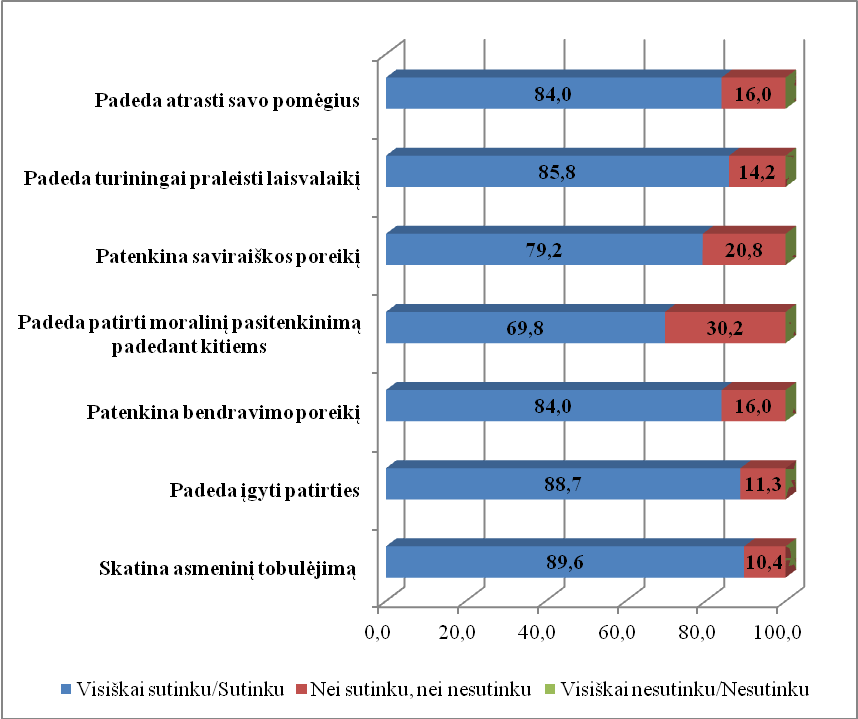 Padeda atrasti savo pomėgius
84,0
16,0
Padeda turiningai praleisti laisvalaikį
85,8
14,2
Patenkina saviraiškos poreikį
79,2
20,8
Padeda patirti moralinį pasitenkinimą
padedant kitiems
69,8
30,2
Patenkina bendravimo poreikį
84,0
16,0
Padeda įgyti patirties
88,7
11,3
Skatina asmeninį tobulėjimą
89,6
10,4
0,0 20,0 40,0 60,0 80,0 100,0
Visiškai sutinku/Sutinku Nei sutinku, nei nesutinku Visiškai nesutinku/Nesutinku